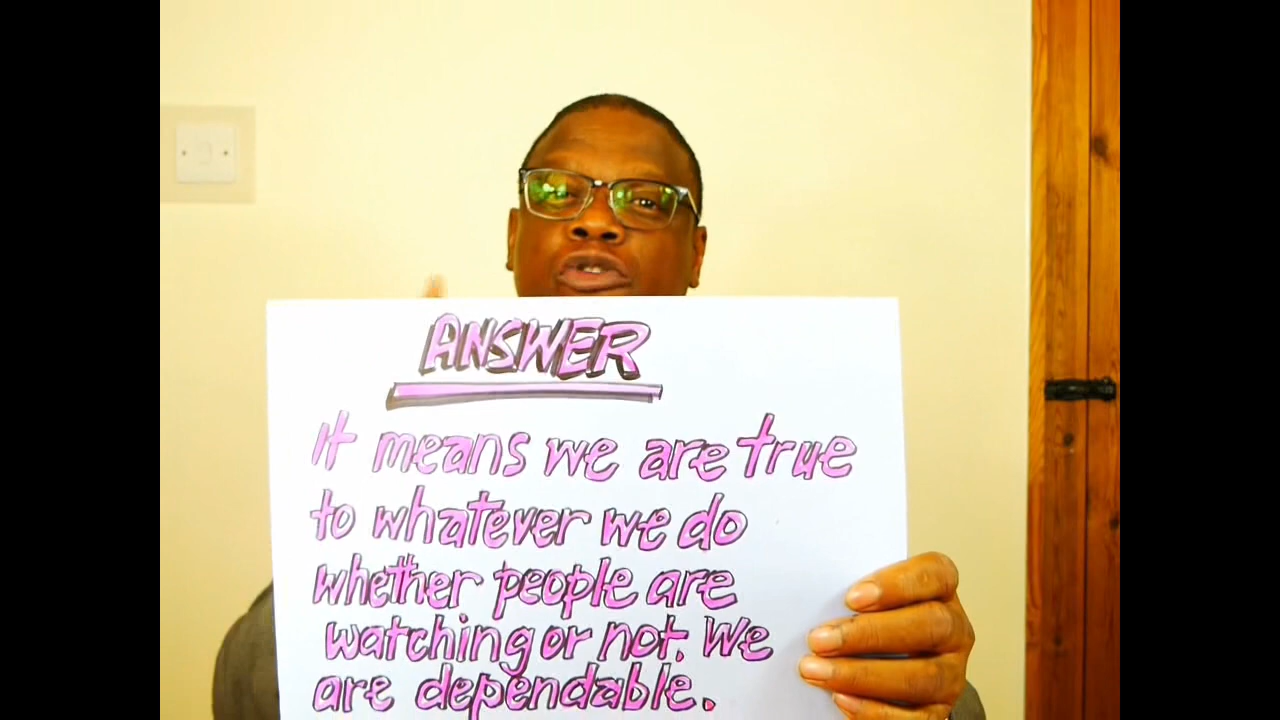 ANSWER
It means we are true
to whatever we do
whether people are
watching or not. We
are dependable.